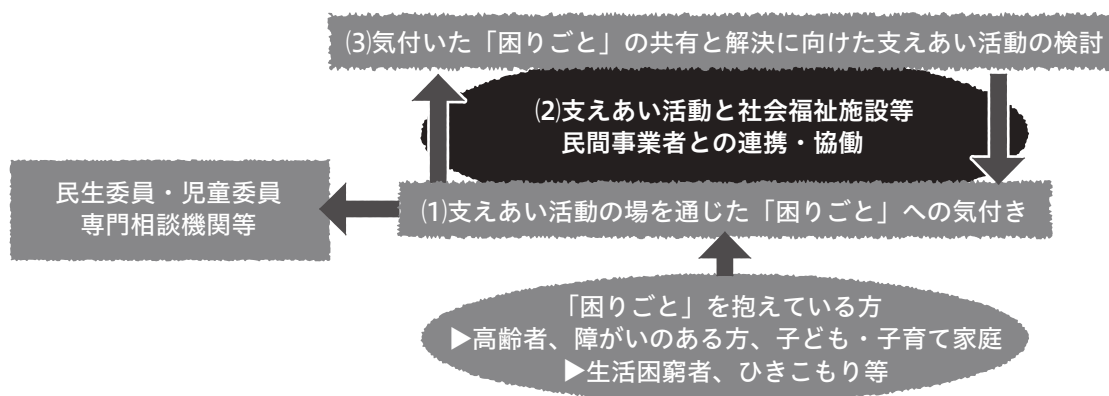 ⑶気付いた「困りごと」の共有と解決に向けた支えあい活動の検討
⑵支えあい活動と社会福祉施設等
民間事業者との連携・協働
民生委員・児童委員
専門相談機関等
⑴支えあい活動の場を通じた「困りごと」への気付き
「困りごと」を抱えている方
▶高齢者、障がいのある方、子ども・子育て家庭
▶生活困窮者、ひきこもり等